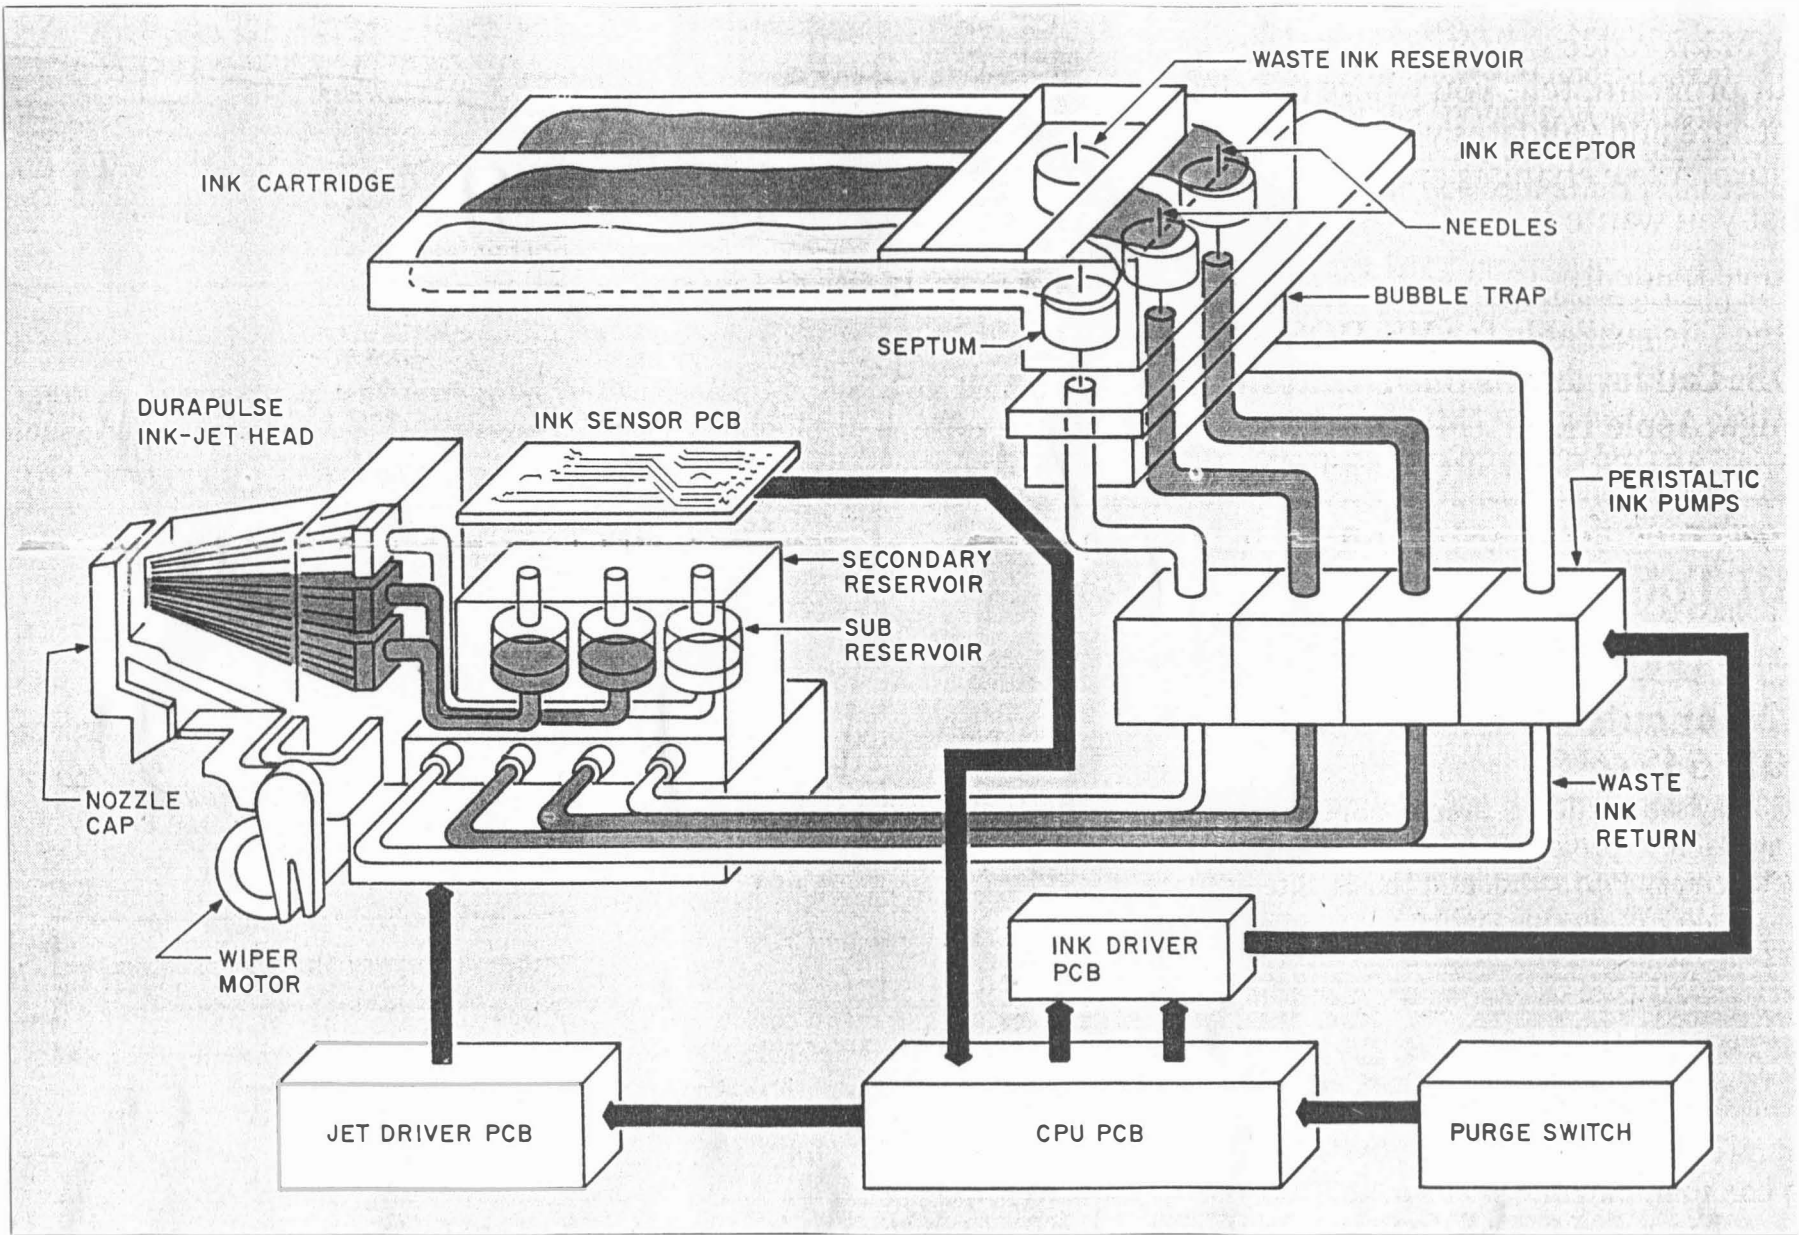 WASTE INK RESERVOIR
INK RECEPTOR
INK CARTRIDGE
NEEDLES
BUBBLE TRAP
SEPTUM
DURAPULSE
INK-JET HEAD
INK SENSOR PCB
PERISTALTIC
INK PUMPS
SECONDARY
RESERVOIR
SUB
RESERVOIR
NOZZLE
CAP
WASTE
INK
RETURN
WIPER
MOTOR
INK DRIVER
PCB
JET DRIVER PCB
CPU PCB
PURGE SWITCH